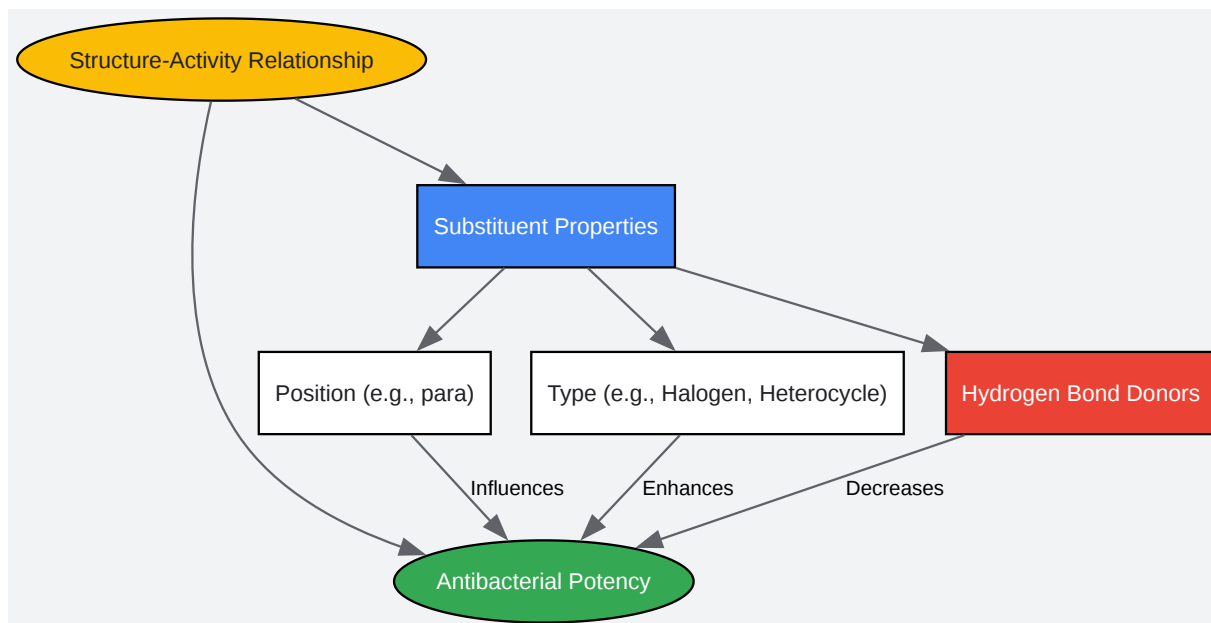 Structure-Activity Relationship
Substituent Properties
Position (e.g., para)
Type (e.g., Halogen, Heterocycle)
Hydrogen Bond Donors
Influences
Enhances
Decreases
Antibacterial Potency